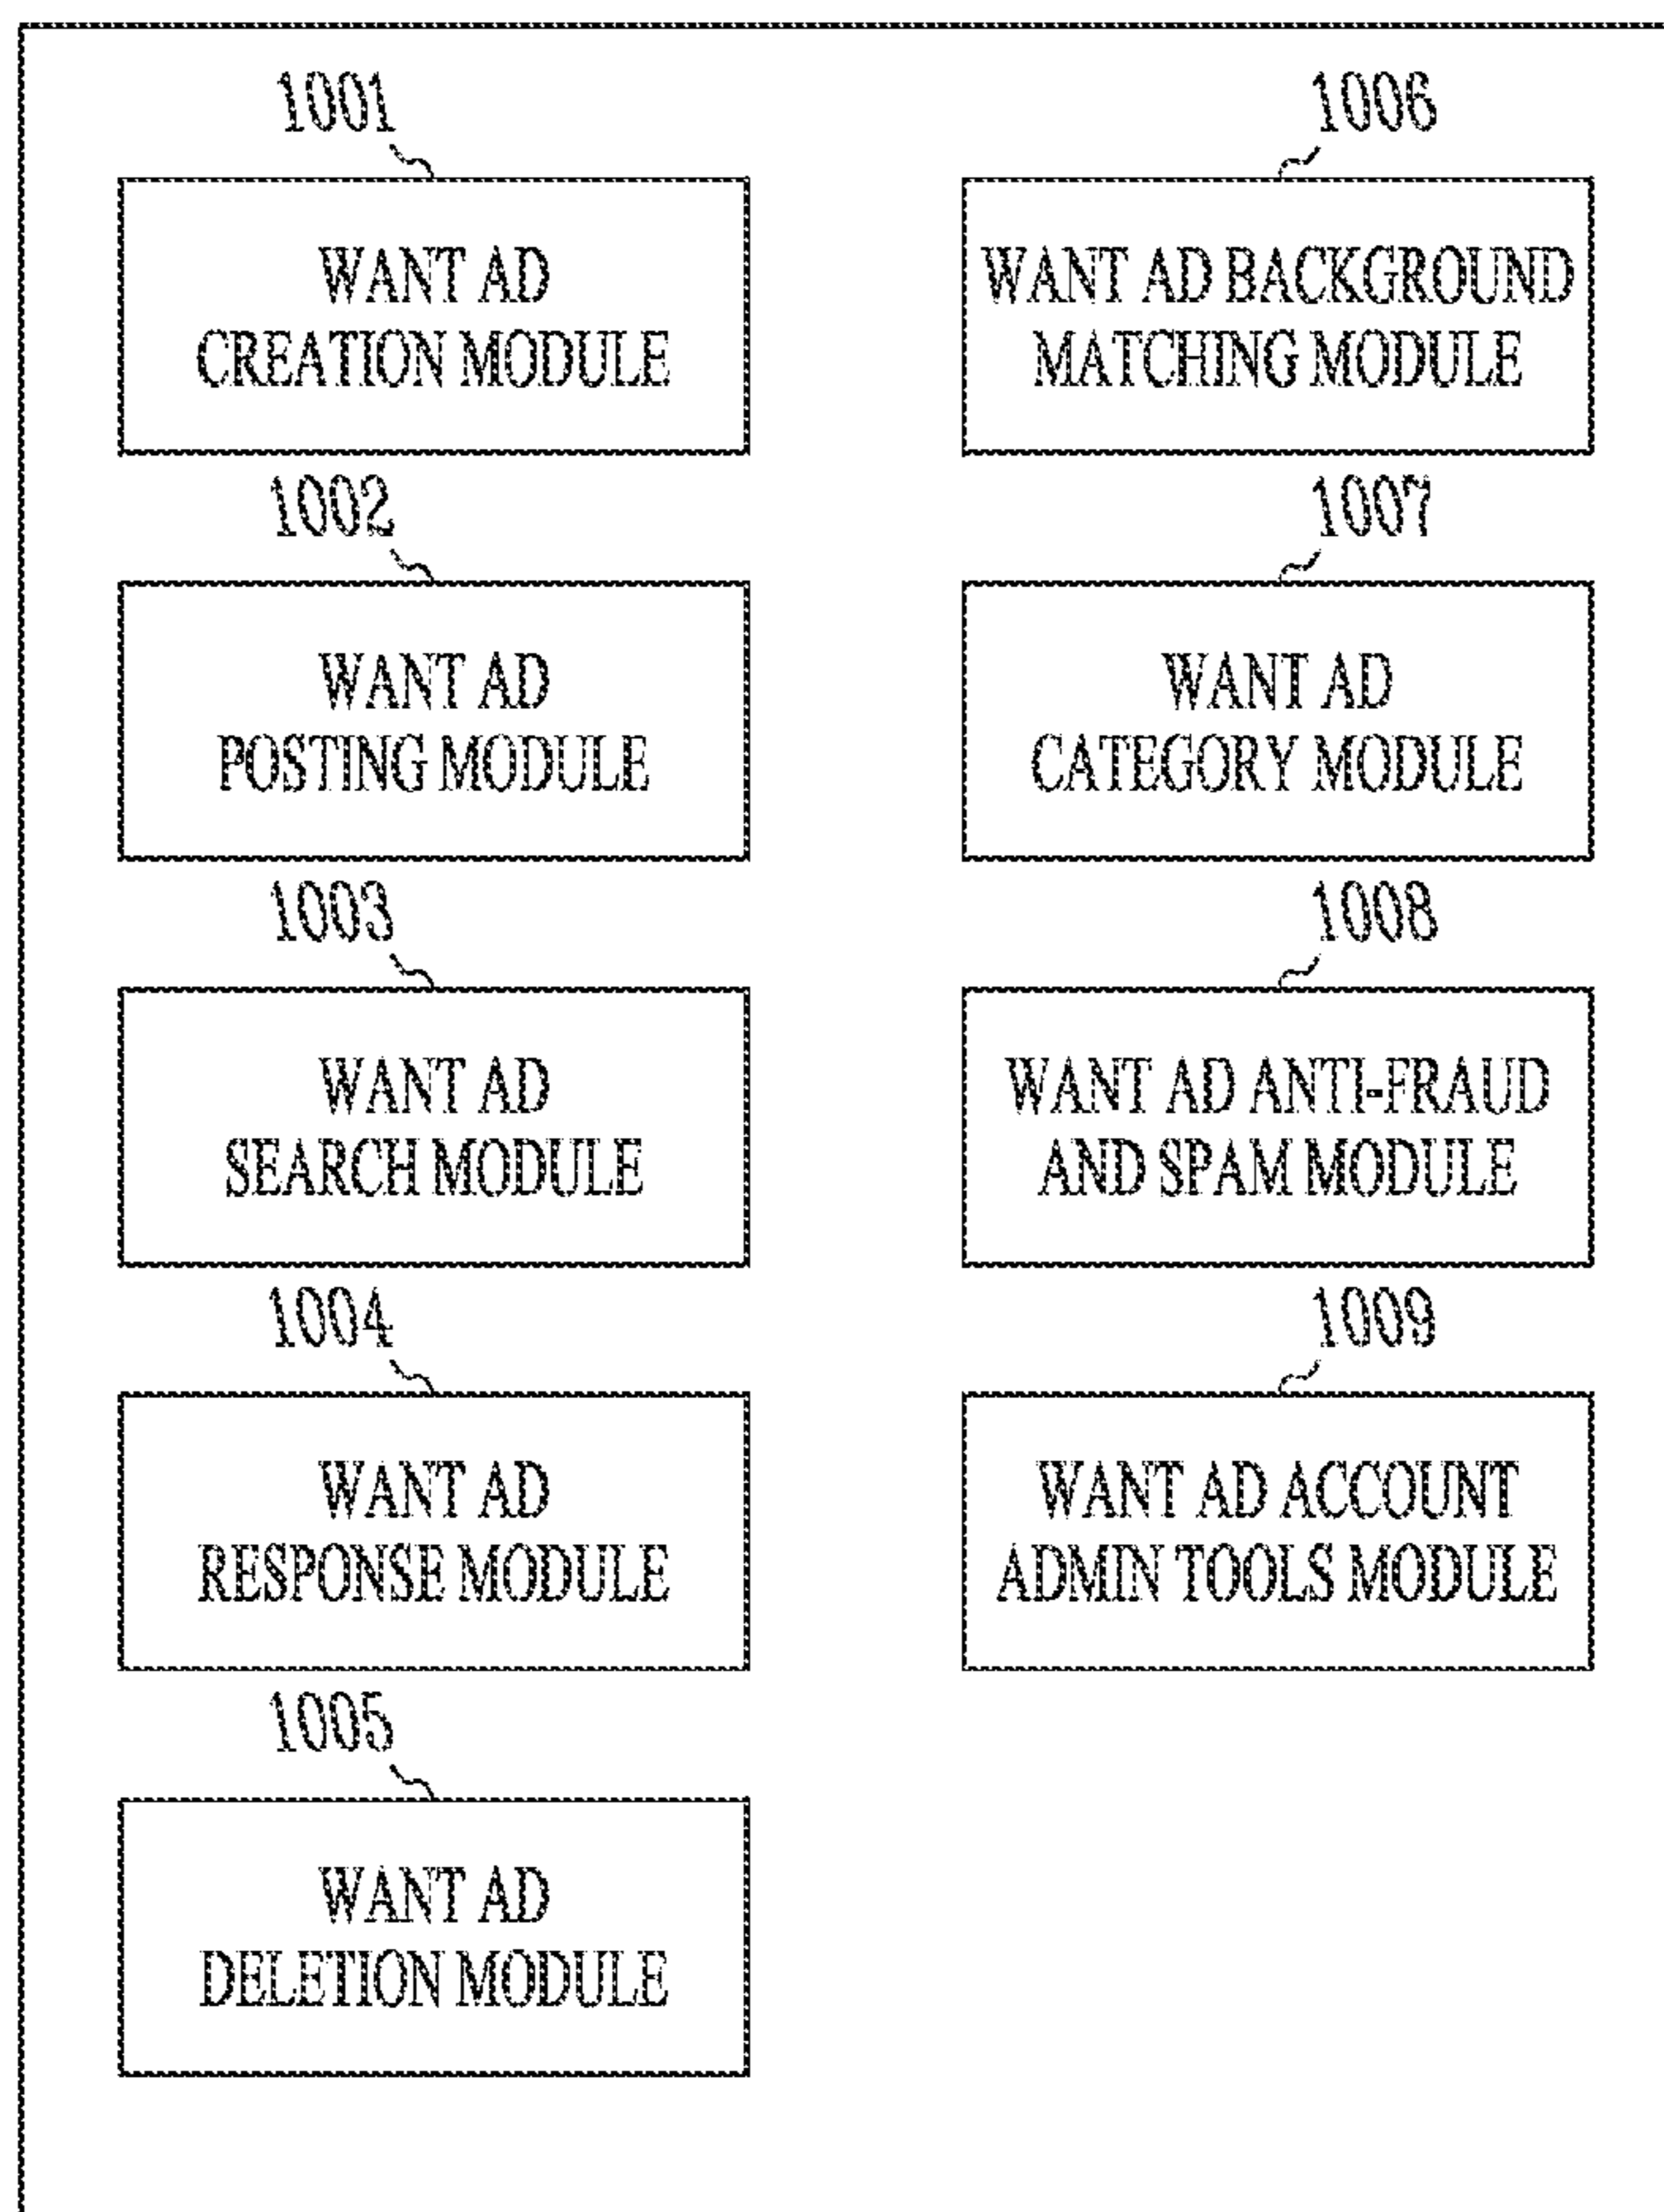 1001
WANT AD
CREATION MODULE
1002
WANT AD
POSTING MODULE
1003
WANT AD
SEARCH MODULE
1004
WANT AD
RESPONSE MODULE
1005
WANT AD
DELETION MODULE
1006
WANT AD BACKGROUND
MATCHING MODULE
1007
WANT AD
CATEGORY MODULE
1008
WANT AD ANTI-FRAUD
AND SPAM MODULE
1009
WANT AD ACCOUNT
ADMIN TOOLS MODULE